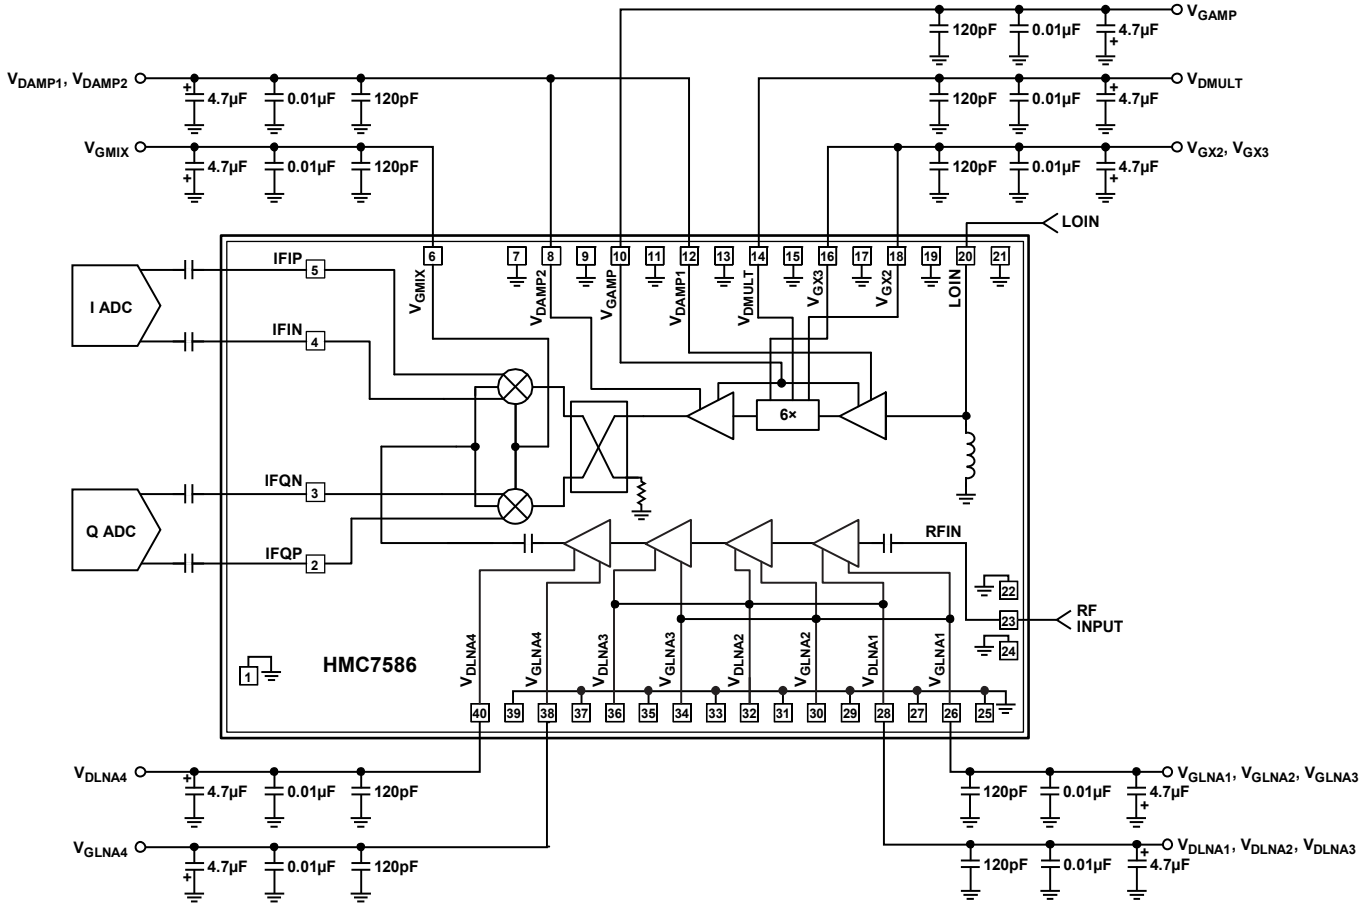 VGAMP
120pF 0.01µF 4.7µF
+
VDAMP1, VDAMP2
+
4.7µF 0.01µF 120pF
VDMULT
+
120pF 0.01µF 4.7µF
VGMIX
4.7µF 0.01µF 120pF
+
VGX2, VGX3
120pF 0.01µF 4.7µF
+
LOIN
6 7 8 9 10 11 12 13 14 15 16 17 18 19 20 21
VGMIX
VDAMP2
VGAMP
VDAMP1
VDMULT
VGX3
VGX2
LOIN
I ADC
IFIP
5
IFIN
4
6×
Q ADC
IFQN
3
IFQP
2
RFIN
22
23
RF
INPUT
24
1
HMC7586
VDLNA4
VGLNA4
VDLNA3
VGLNA3
VDLNA2
VGLNA2
VDLNA1
VGLNA1
40 39 38 37 36 35 34 33 32 31 30 29 28 27 26 25
VDLNA4
+
4.7µF 0.01µF 120pF
VGLNA1, VGLNA2, VGLNA3
120pF 0.01µF 4.7µF
+
VGLNA4
4.7µF 0.01µF 120pF
+
VDLNA1, VDLNA2, VDLNA3
+
120pF 0.01µF 4.7µF